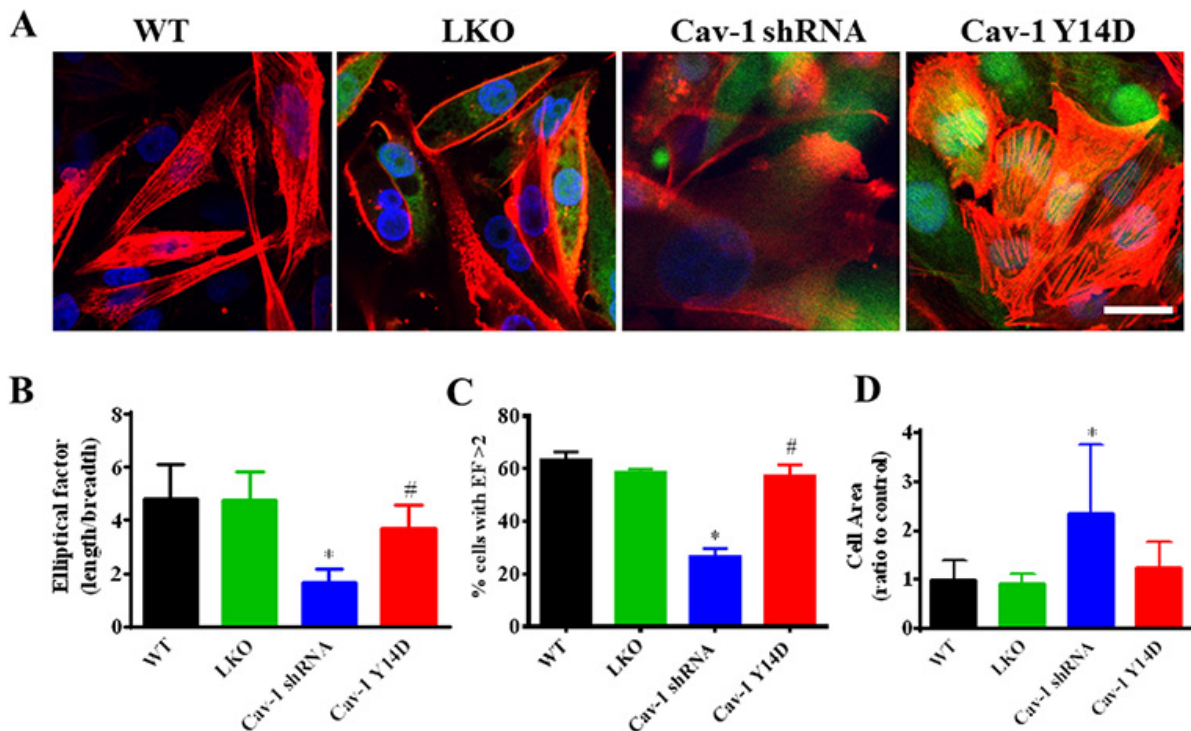 A
WT
LKO
Cav-1 shRNA
Cav-1 Y14D
B
Elliptical factor
(length/breadth)
8
6
4
2
0
*
#
WT
LKO
Cav-1 shRNA
Cav-1 Y14D
C
% cells with EF >2
80
60
40
20
0
*
#
WT
LKO
Cav-1 shRNA
Cav-1 Y14D
D
Cell Area
(ratio to control)
4
3
2
1
0
*
WT
LKO
Cav-1 shRNA
Cav-1 Y14D